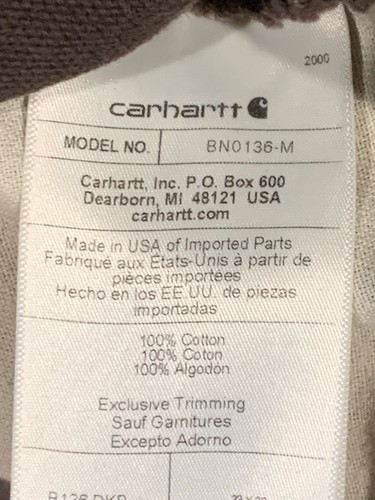 2000
carhartt
MODEL NO. BN0136-M
Carhartt, Inc. P.O. Box 600
Dearborn, MI 48121 USA
carhartt.com
Made in USA of Imported Parts
Fabriqué aux États-Unis à partir de
pièces importées
Hecho en los EE.UU. de piezas
importadas
100% Cotton
100% Coton
100% Algodón
Exclusive Trimming
Sauf Garnitures
Excepto Adorno
B136 DKB